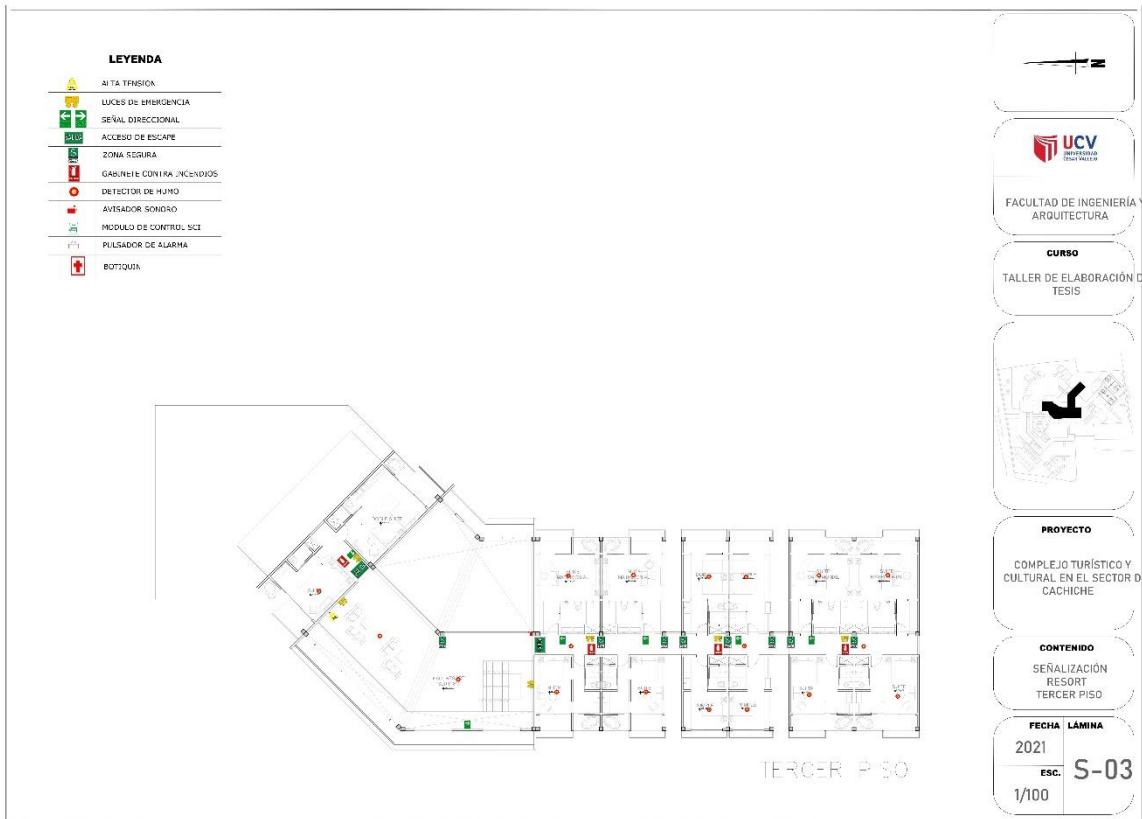 LEYENDA
ALTA TENSION
LUCES DE EMERGENCIA
SEÑAL DIRECCIONAL
ACCESO DE ESCAPE
ZONA SEGURA
GABINETE CONTRA INCENDIOS
DETECTOR DE HUMO
AVISADOR SONORO
MODULO DE CONTROL SCI
PULSADOR DE ALARMA
BOTIQUIN
N
UCV
UNIVERSIDAD
CÉSAR VALLEJO
FACULTAD DE INGENIERÍA Y
ARQUITECTURA
CURSO
TALLER DE ELABORACIÓN D
TESIS
PROYECTO
COMPLEJO TURÍSTICO Y
CULTURAL EN EL SECTOR D
CACHICHE
CONTENIDO
SEÑALIZACIÓN
RESORT
TERCER PISO
FECHA LÁMINA
2021
S-03
ESC.
1/100
TERCER PISO